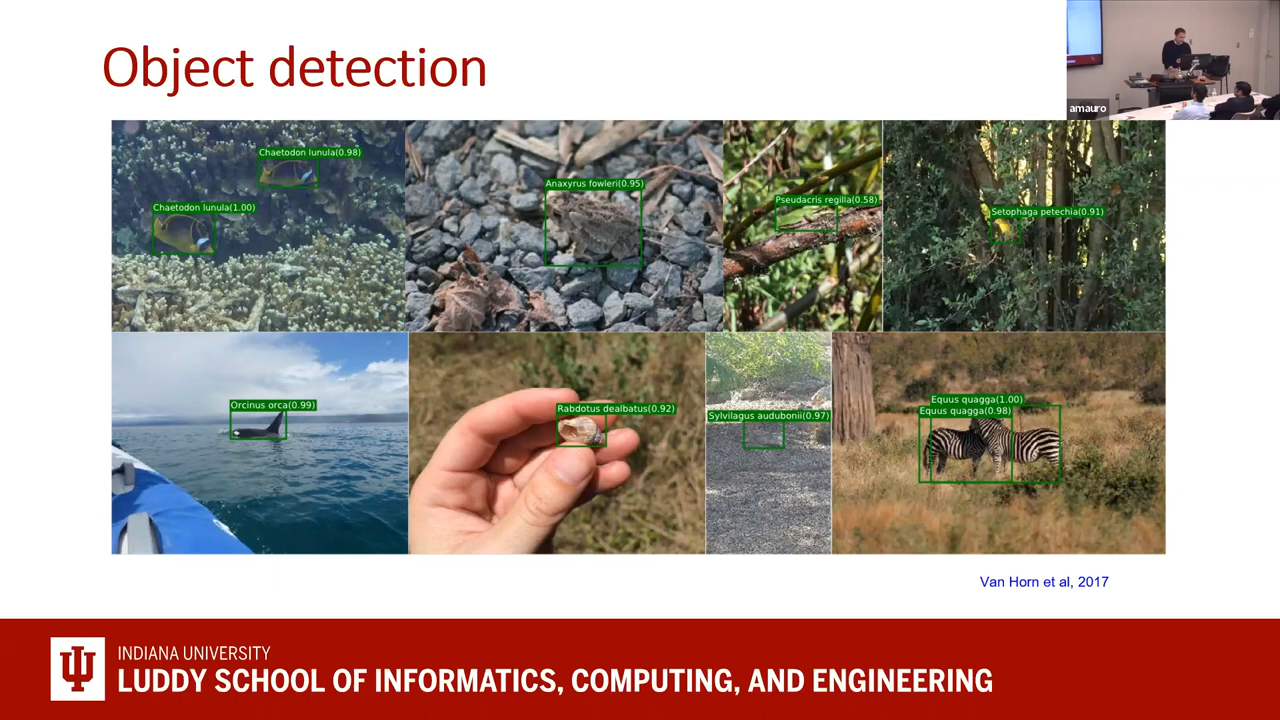 Object detection
amauro
Chaetodon lunula(0.98)
Chaetodon lunula(1.00)
Anaxyrus fowleri(0.95)
Pseudacris regilla(0.58)
Setophaga petechia(0.91)
Orcinus orca(0.99)
Rabdotus dealbatus(0.92)
Sylvilagus audubonii(0.97)
Equus quagga(1.00)
Equus quagga(0.98)
Van Horn et al, 2017
INDIANA UNIVERSITY
LUDDY SCHOOL OF INFORMATICS, COMPUTING, AND ENGINEERING